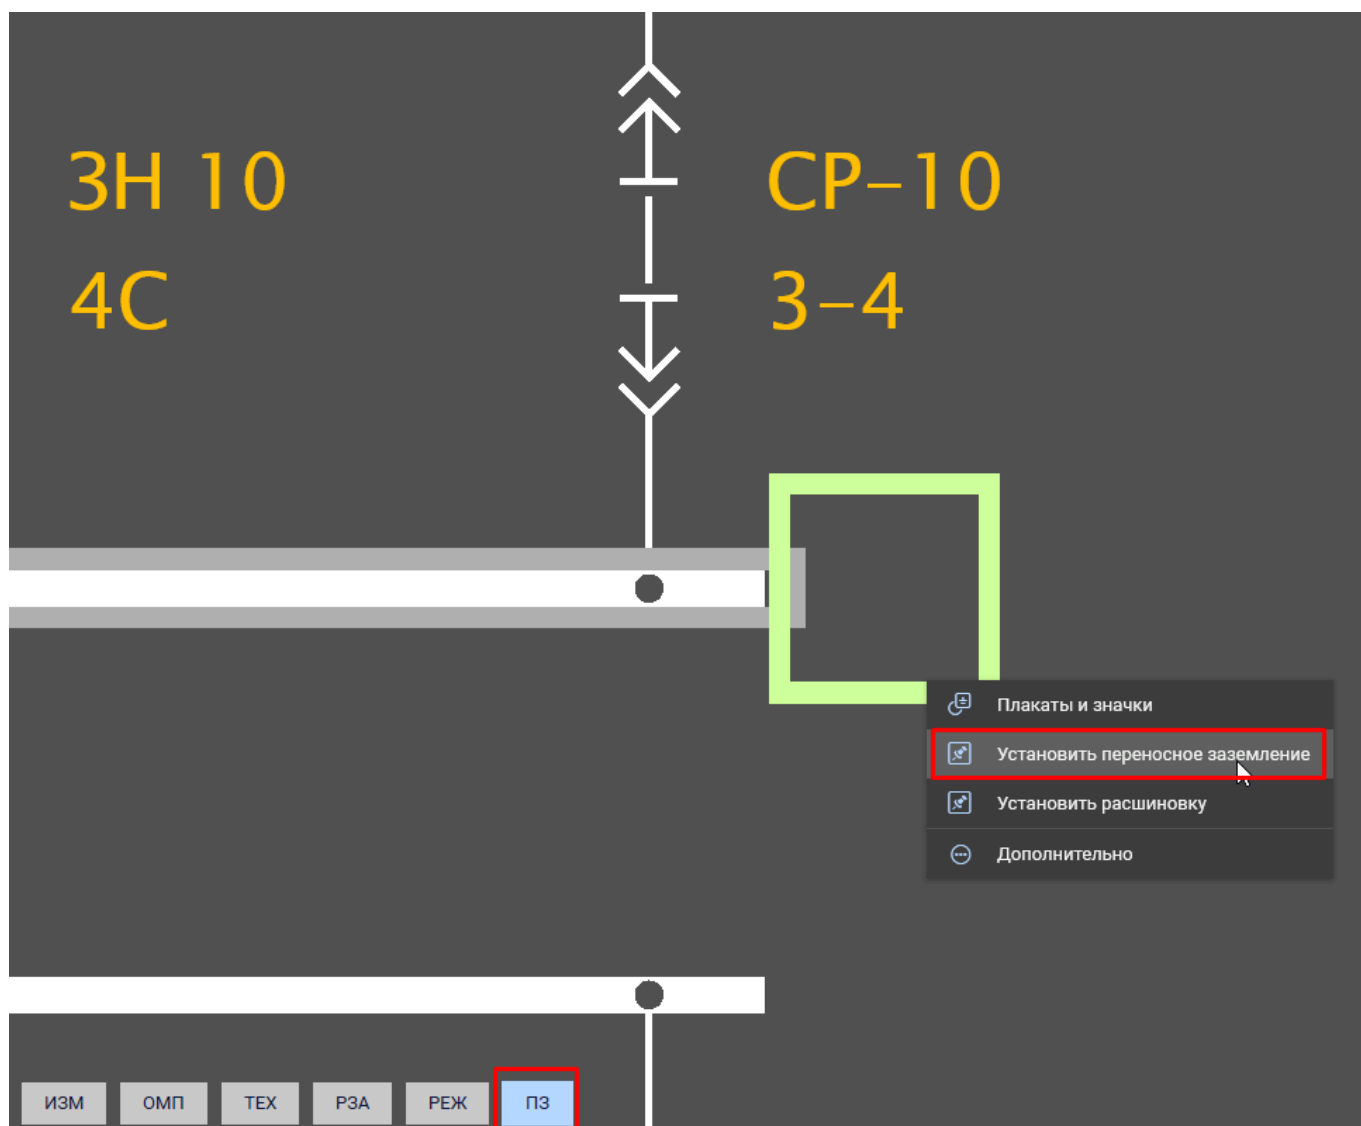 ЗН 10
4С
СР-10
3-4
Плакаты и значки
Установить переносное заземление
Установить расшиновку
Дополнительно
ИЗМ ОМП ТЕХ РЗА РЕЖ ПЗ